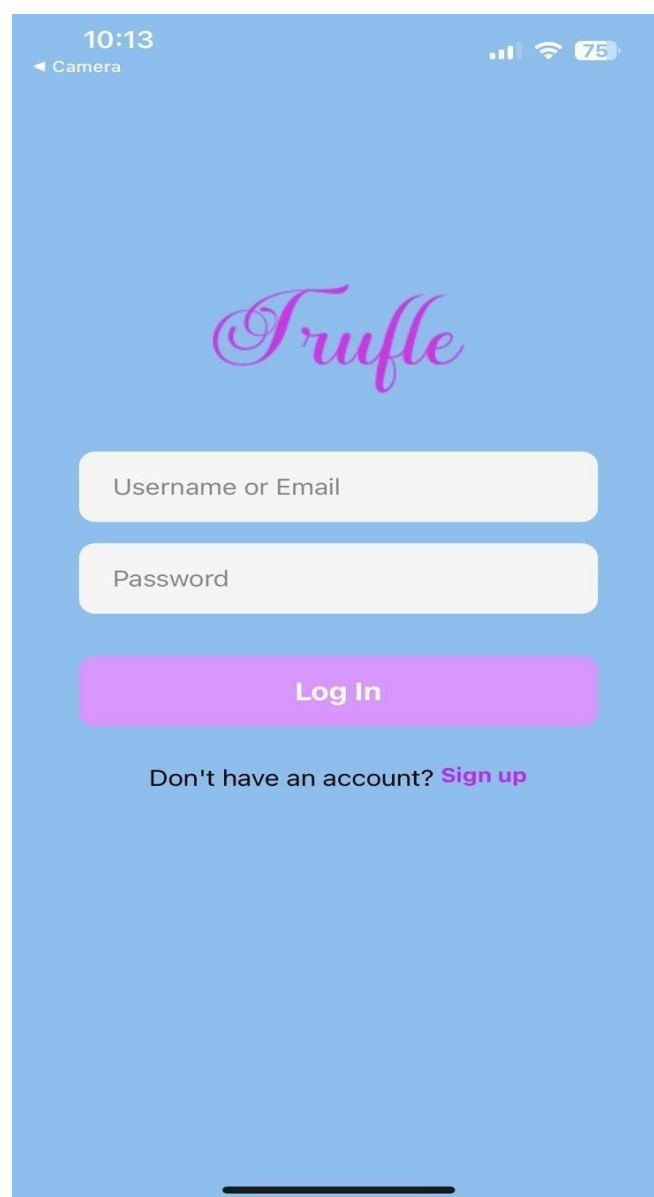 10:13
◄ Camera
75
Trufle
Username or Email
Password
Log In
Don't have an account? Sign up